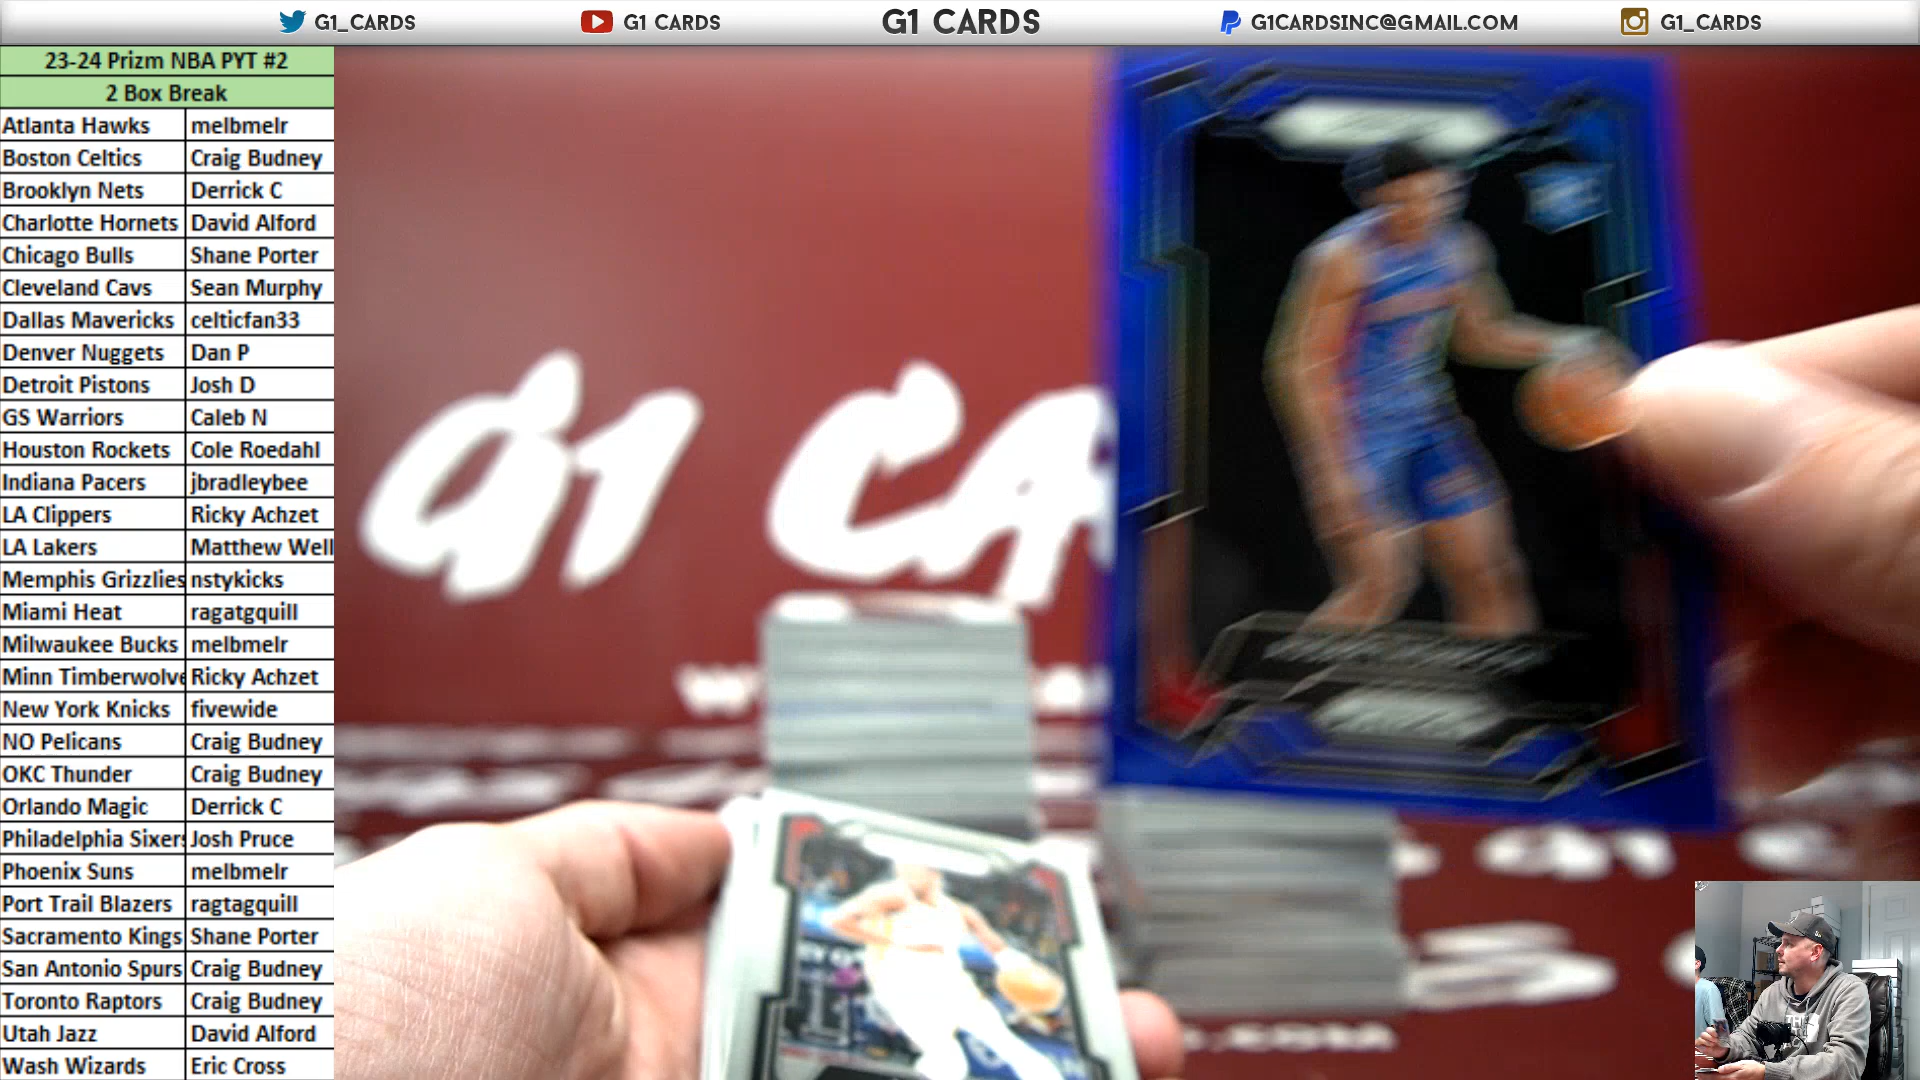 G1_CARDS G1 CARDS G1 CARDS G1CARDSINC@GMAIL.COM G1_CARDS
23-24 Prizm NBA PYT #2
2 Box Break
Atlanta Hawks melbmelr
Boston Celtics Craig Budney
Brooklyn Nets Derrick C
Charlotte Hornets David Alford
Chicago Bulls Shane Porter
Cleveland Cavs Sean Murphy
Dallas Mavericks celticfan33
Denver Nuggets Dan P
Detroit Pistons Josh D
GS Warriors Caleb N
Houston Rockets Cole Roedahl
Indiana Pacers jbradleybee
LA Clippers Ricky Achzet
LA Lakers Matthew Well
Memphis Grizzlies nstykicks
Miami Heat ragatgquill
Milwaukee Bucks melbmelr
Minn Timberwolve Ricky Achzet
New York Knicks fivewide
NO Pelicans Craig Budney
OKC Thunder Craig Budney
Orlando Magic Derrick C
Philadelphia Sixers Josh Pruce
Phoenix Suns melbmelr
Port Trail Blazers ragtagquill
Sacramento Kings Shane Porter
San Antonio Spurs Craig Budney
Toronto Raptors Craig Budney
Utah Jazz David Alford
Wash Wizards Eric Cross
G1 CA
RC